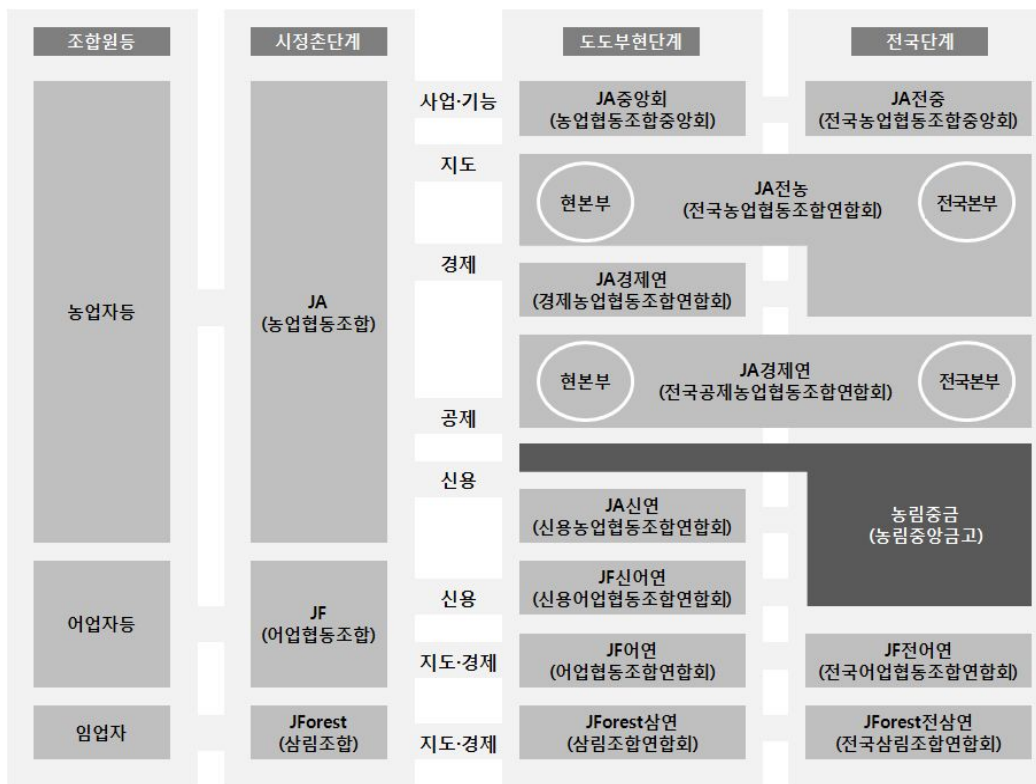 조합원등
시정촌단계
도도부현단계
전국단계
사업·기능
JA중앙회
(농업협동조합중앙회)
JA전중
(전국농업협동조합중앙회)
지도
현본부
JA전농
(전국농업협동조합연합회)
전국본부
경제
JA경제연
(경제농업협동조합연합회)
농업자등
JA
(농업협동조합)
현본부
JA경제연
(전국공제농업협동조합연합회)
전국본부
공제
신용
농림중금
(농림중앙금고)
JA신연
(신용농업협동조합연합회)
어업자등
JF
(어업협동조합)
신용
JF신어연
(신용어업협동조합연합회)
지도·경제
JF어연
(어업협동조합연합회)
JF전어연
(전국어업협동조합연합회)
임업자
JForest
(삼림조합)
지도·경제
JForest삼연
(삼림조합연합회)
JForest전삼연
(전국삼림조합연합회)